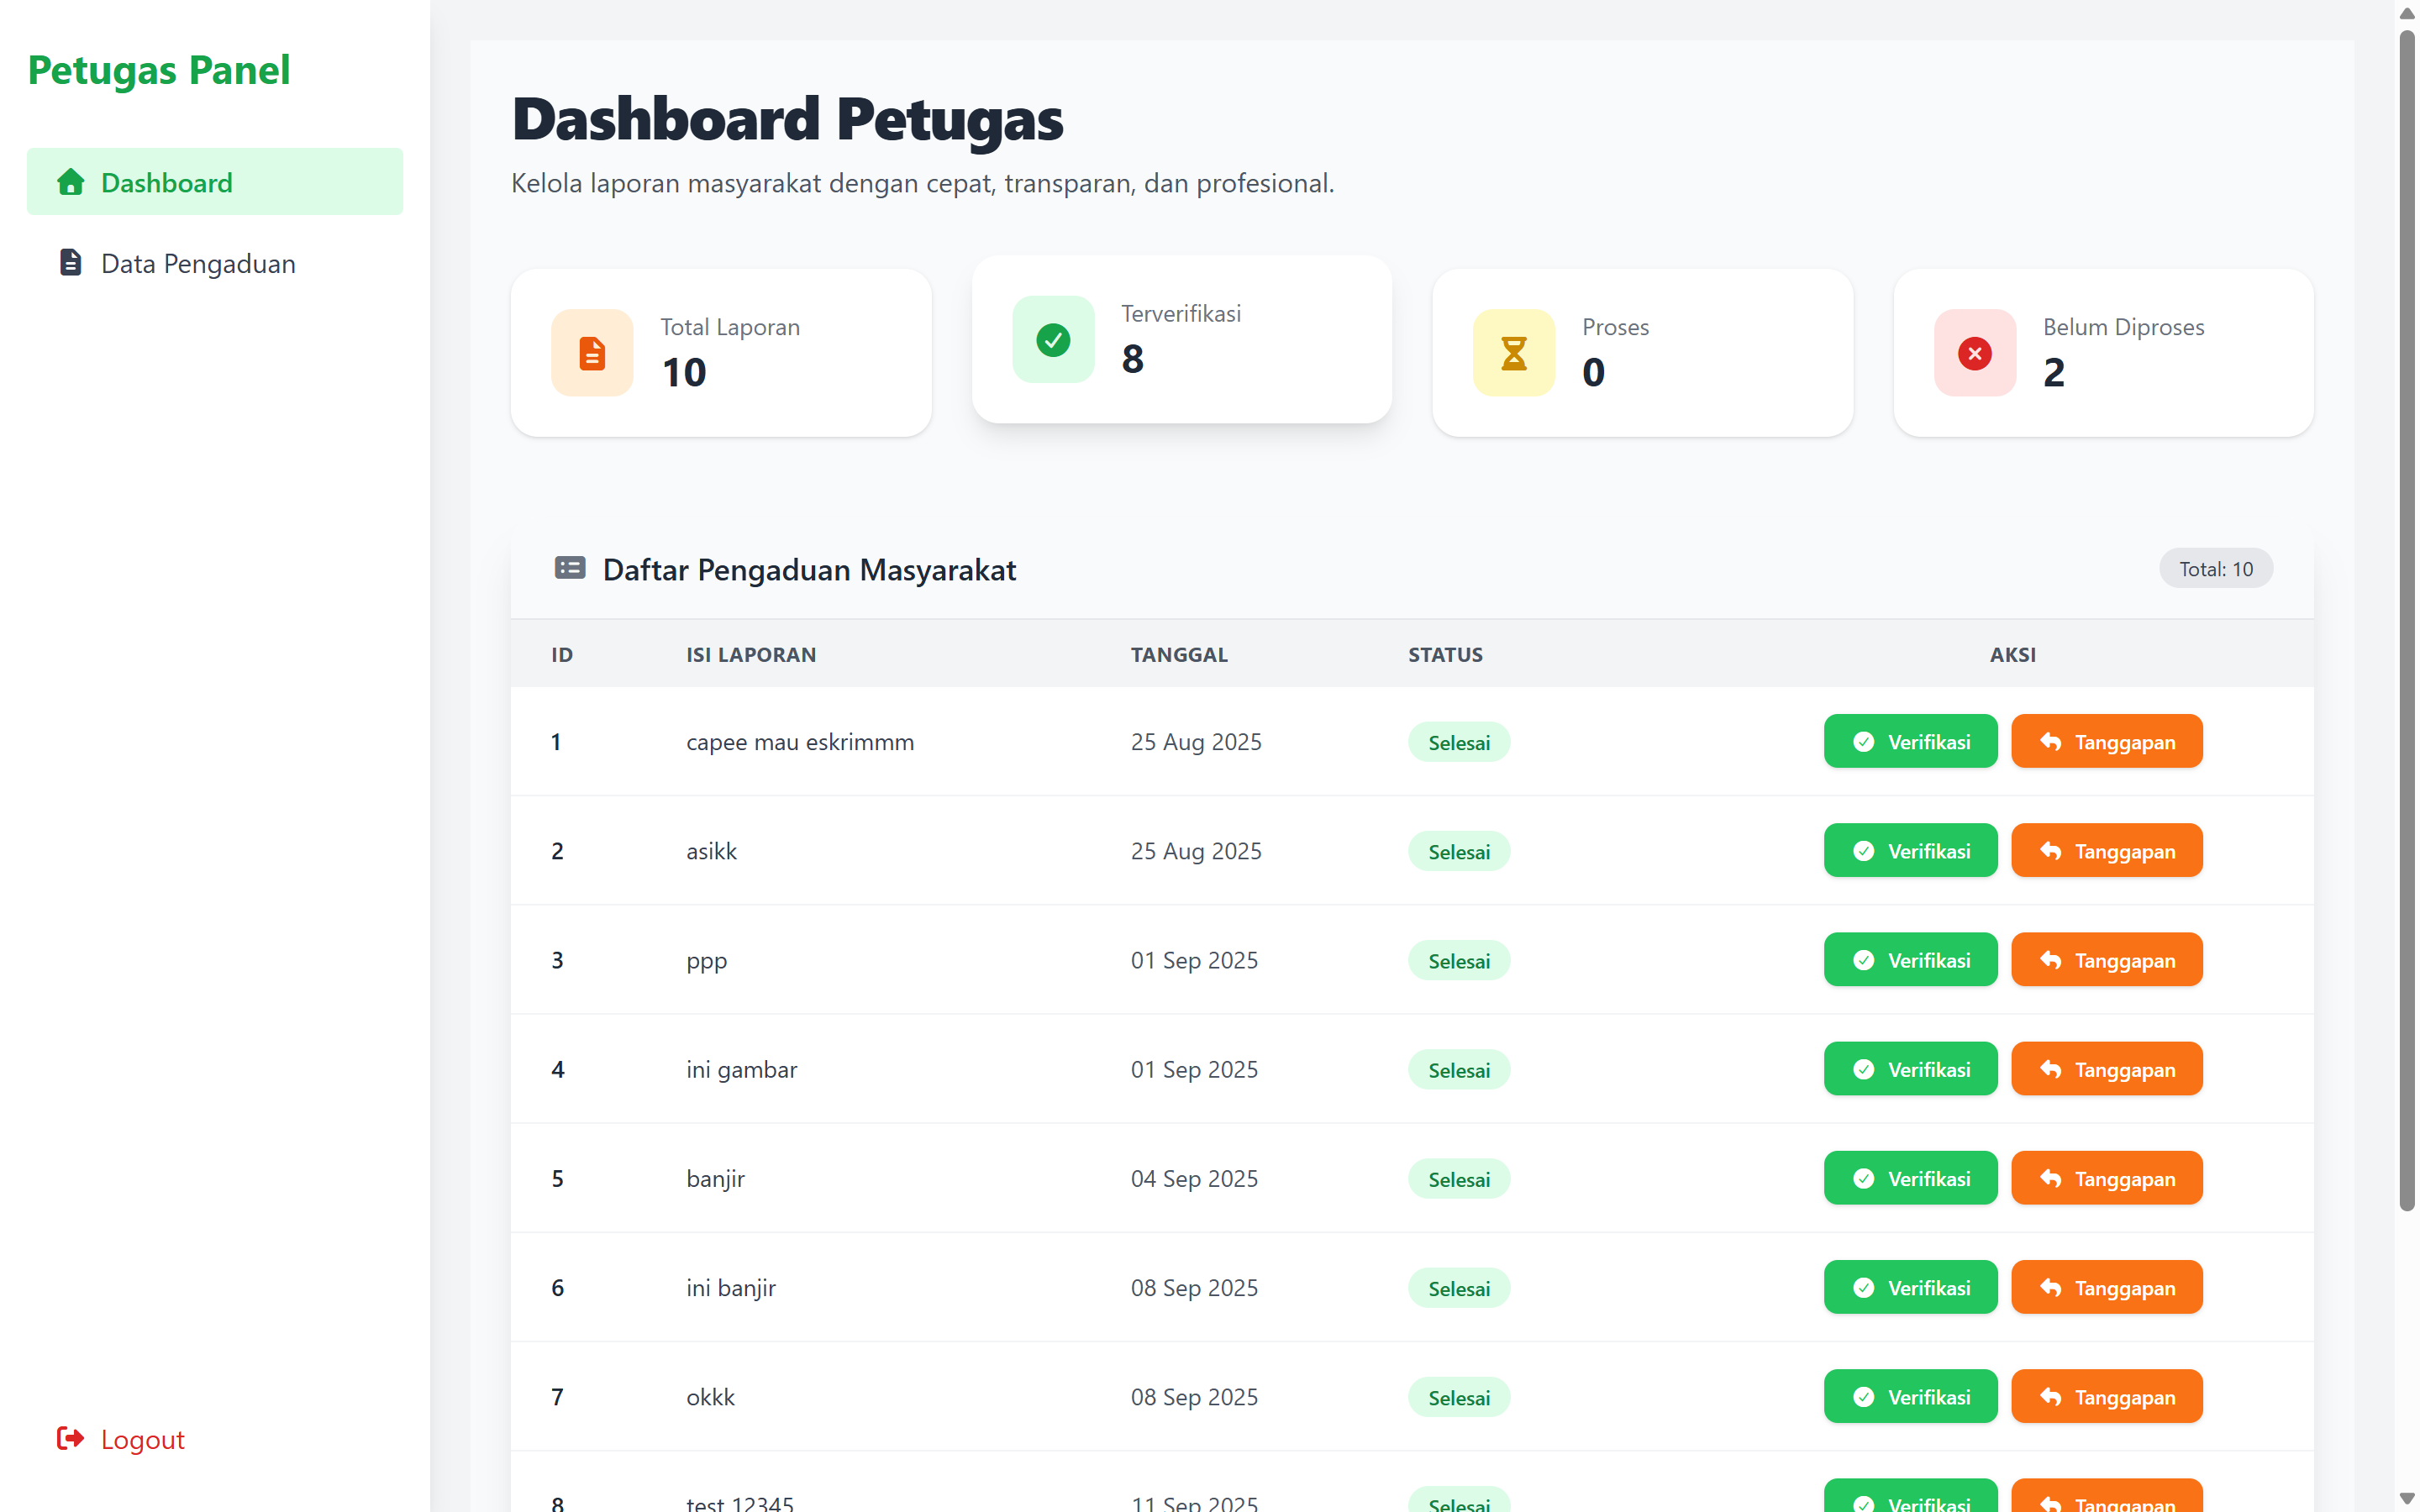 Petugas Panel
Dashboard
Data Pengaduan
Logout
Dashboard Petugas
Kelola laporan masyarakat dengan cepat, transparan, dan profesional.
Total Laporan
10
Terverifikasi
8
Proses
0
Belum Diproses
2
Daftar Pengaduan Masyarakat
Total: 10
ID ISI LAPORAN TANGGAL STATUS AKSI
1 capee mau eskrimmm 25 Aug 2025 Selesai Verifikasi Tanggapan
2 asikk 25 Aug 2025 Selesai Verifikasi Tanggapan
3 ppp 01 Sep 2025 Selesai Verifikasi Tanggapan
4 ini gambar 01 Sep 2025 Selesai Verifikasi Tanggapan
5 banjir 04 Sep 2025 Selesai Verifikasi Tanggapan
6 ini banjir 08 Sep 2025 Selesai Verifikasi Tanggapan
7 okkk 08 Sep 2025 Selesai Verifikasi Tanggapan
8 test 12345 11 Sep 2025 Selesai Verifikasi Tanggapan